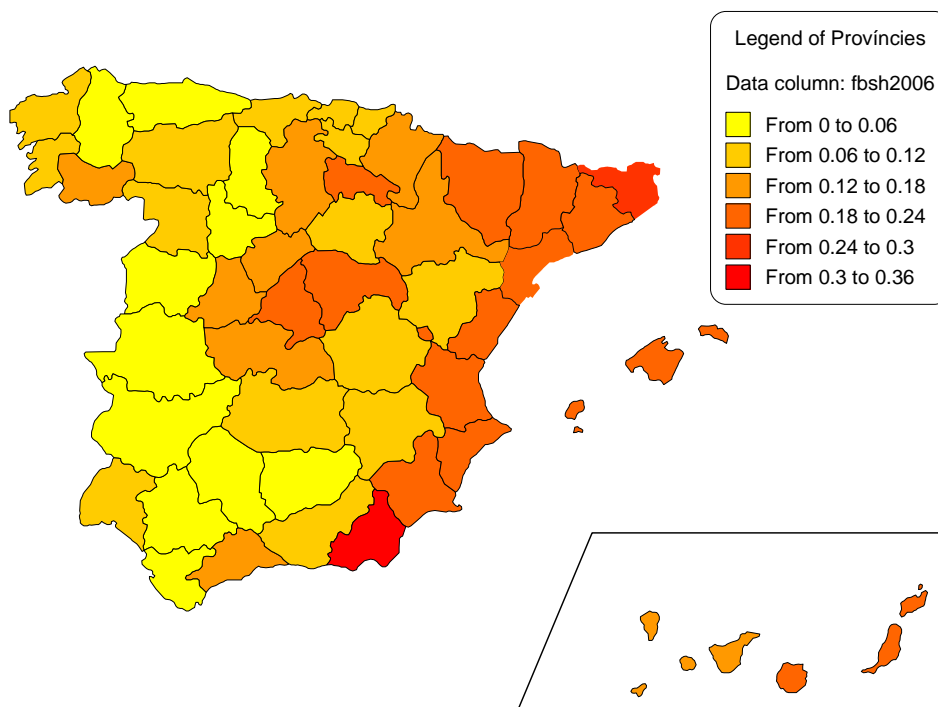 Legend of Províncies
Data column: fbsh2006
From 0 to 0.06
From 0.06 to 0.12
From 0.12 to 0.18
From 0.18 to 0.24
From 0.24 to 0.3
From 0.3 to 0.36